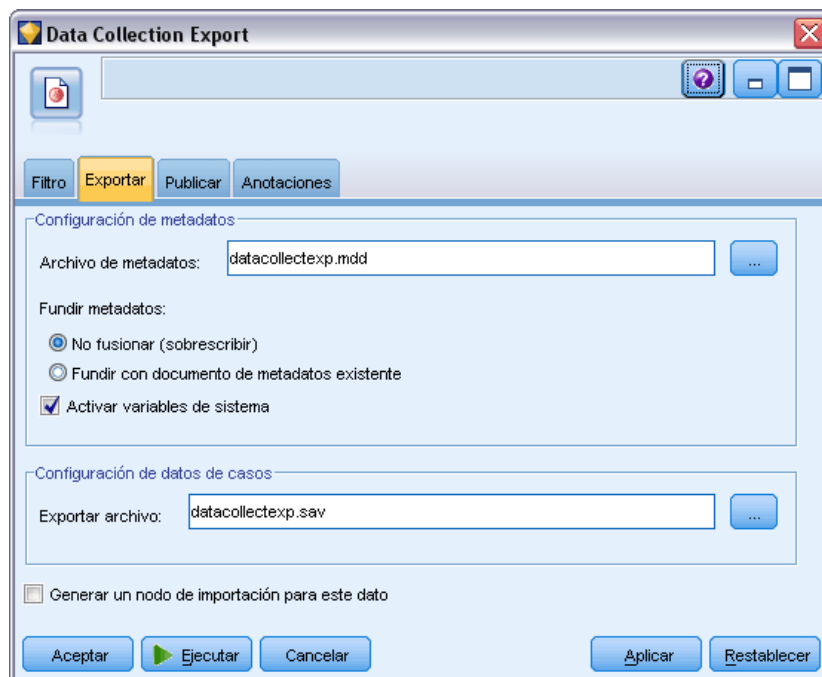 Data Collection Export
Filtro Exportar Publicar Anotaciones
Configuración de metadatos
Archivo de metadatos: datacollectexp.mdd ...
Fundir metadatos:
No fusionar (sobrescribir)
Fundir con documento de metadatos existente
Activar variables de sistema
Configuración de datos de casos
Exportar archivo: datacollectexp.sav ...
Generar un nodo de importación para este dato
Aceptar Ejecutar Cancelar Aplicar Restablecer